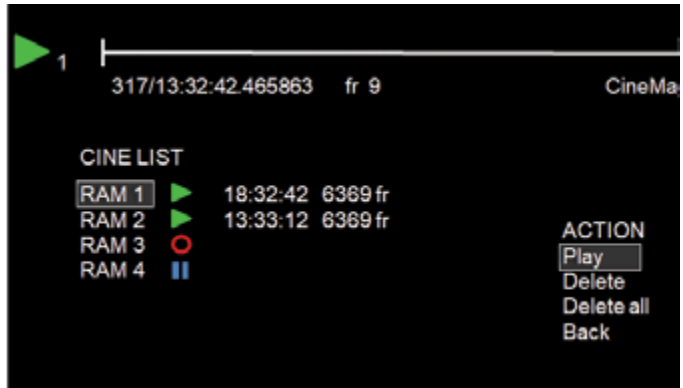 1
317/13:32:42.465863 fr 9 CineMa
CINE LIST
RAM 1 18:32:42 6369 fr
RAM 2 13:33:12 6369 fr
RAM 3
RAM 4
ACTION
Play
Delete
Delete all
Back